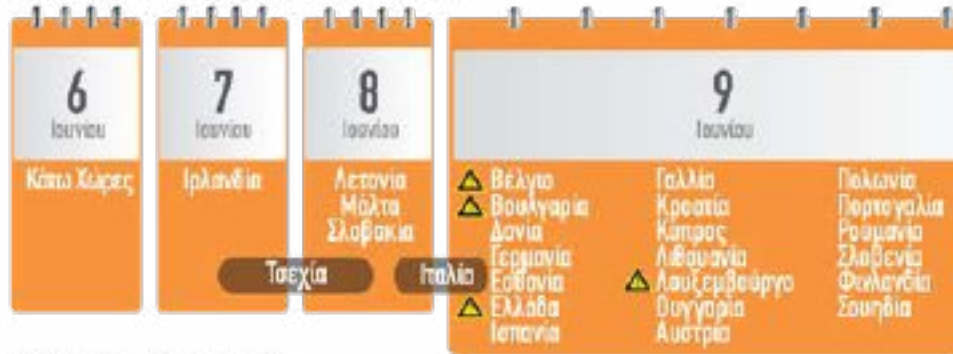 6
Ιουνίου
Κάτω Χώρες
7
Ιουνίου
Ιρλανδία
8
Ιουνίου
Λετονία
Μάλτα
Σλοβακία
Τσεχία
Ιταλία
9
Ιουνίου
Βέλγιο
Βουλγαρία
Δανία
Γερμανία
Εσθονία
Ελλάδα
Ισπανία
Γαλλία
Κροατία
Κύπρος
Λιθουανία
Λουξεμβούργο
Ουγγαρία
Αυστρία
Πολωνία
Πορτογαλία
Ρουμανία
Σλοβενία
Φινλανδία
Σουηδία